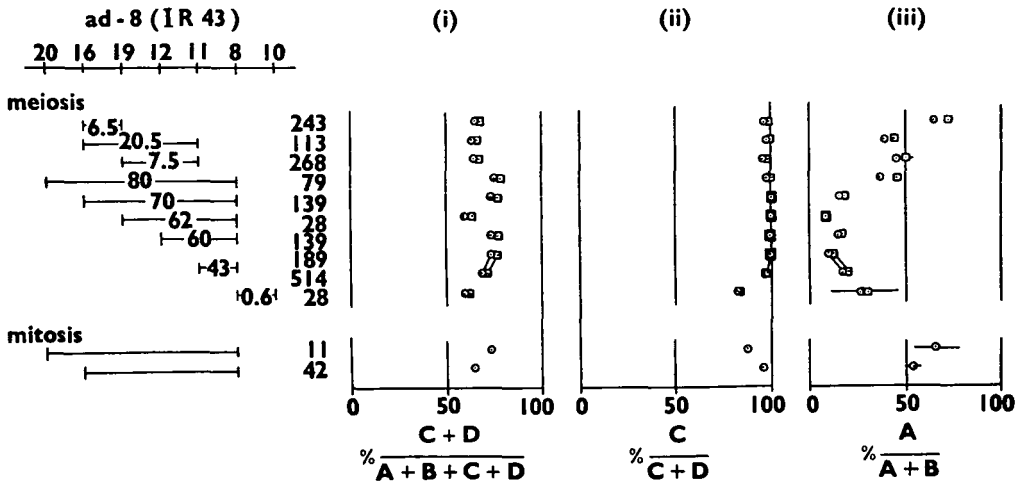 ad - 8 ( I R 43 ) (i) (ii) (iii)
20 16 19 12 11 8 10
meiosis
6.5 243
20.5 113
7.5 268
80 79
70 139
62 28
60 139
189
43 514
0.6 28
mitosis
11
42
0 50 100 0 50 100 0 50 100
C + D C A
% A + B + C + D % C + D % A + B